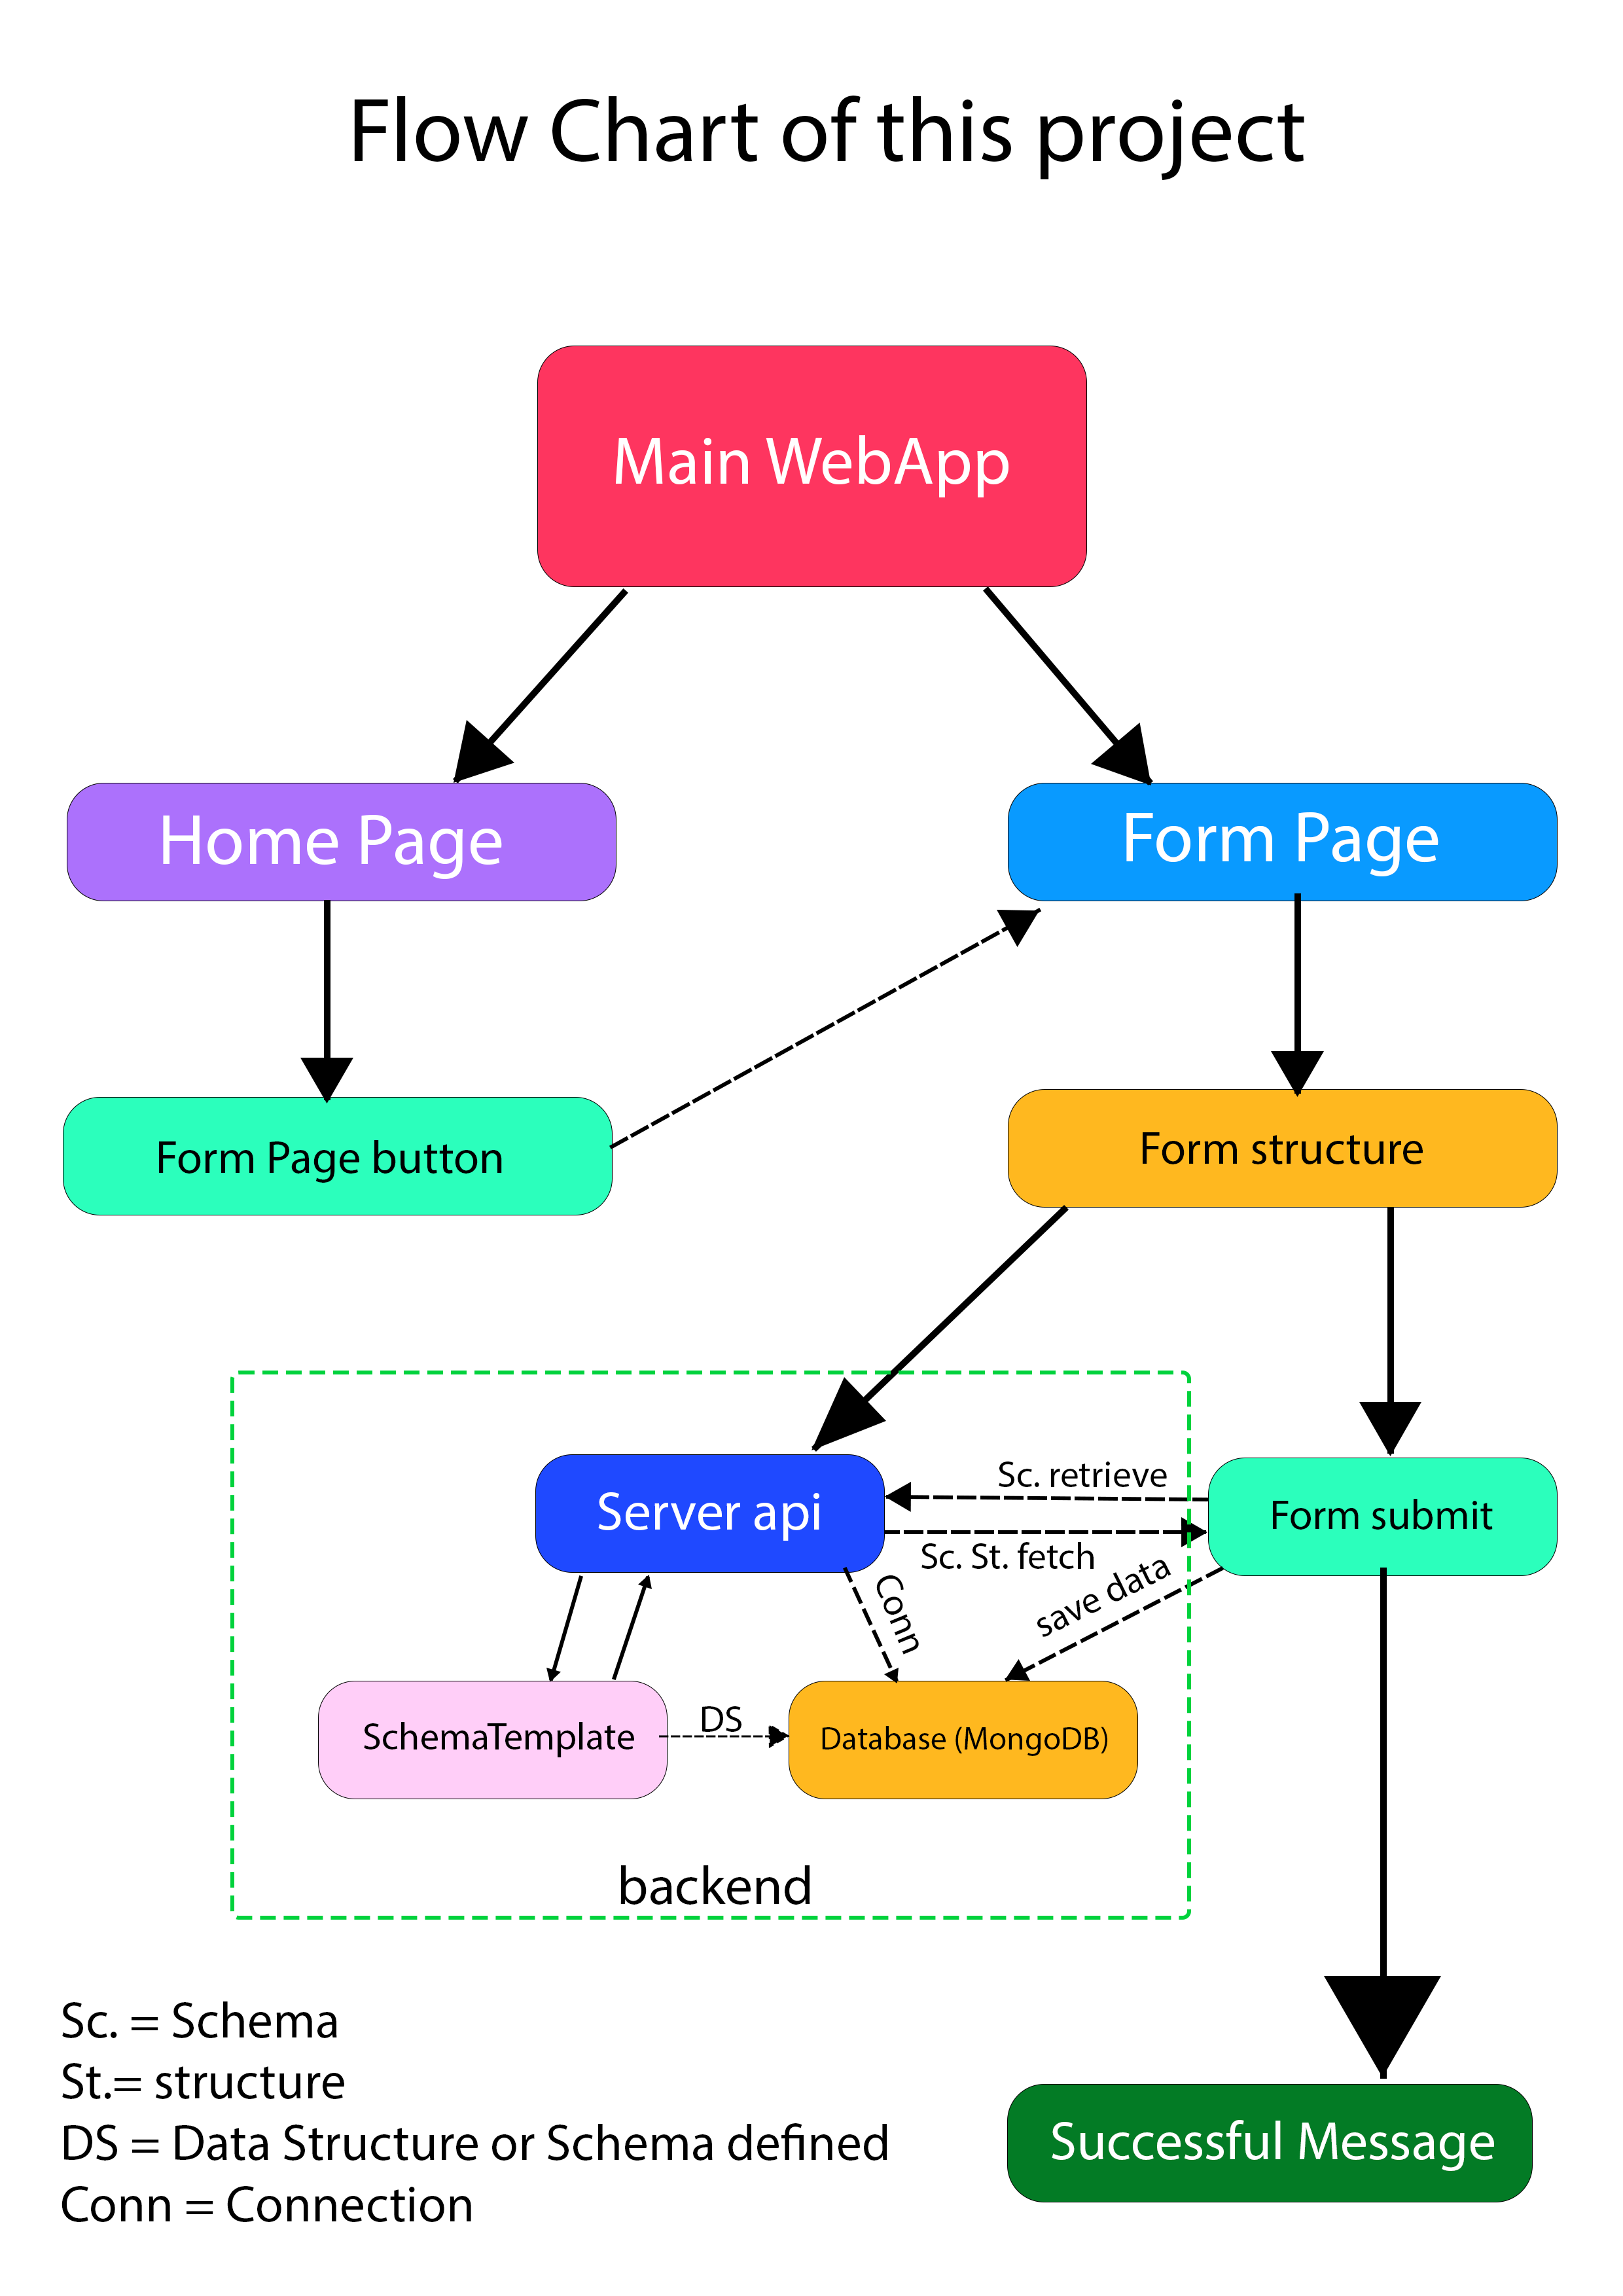 Flow Chart of this project
Main WebApp
Home Page
Form Page
Form Page button
Form structure
Server api
Sc. retrieve
Sc. St. fetch
Form submit
Conn
save data
SchemaTemplate
DS
Database (MongoDB)
backend
Sc. = Schema
St.= structure
DS = Data Structure or Schema defined
Conn = Connection
Successful Message